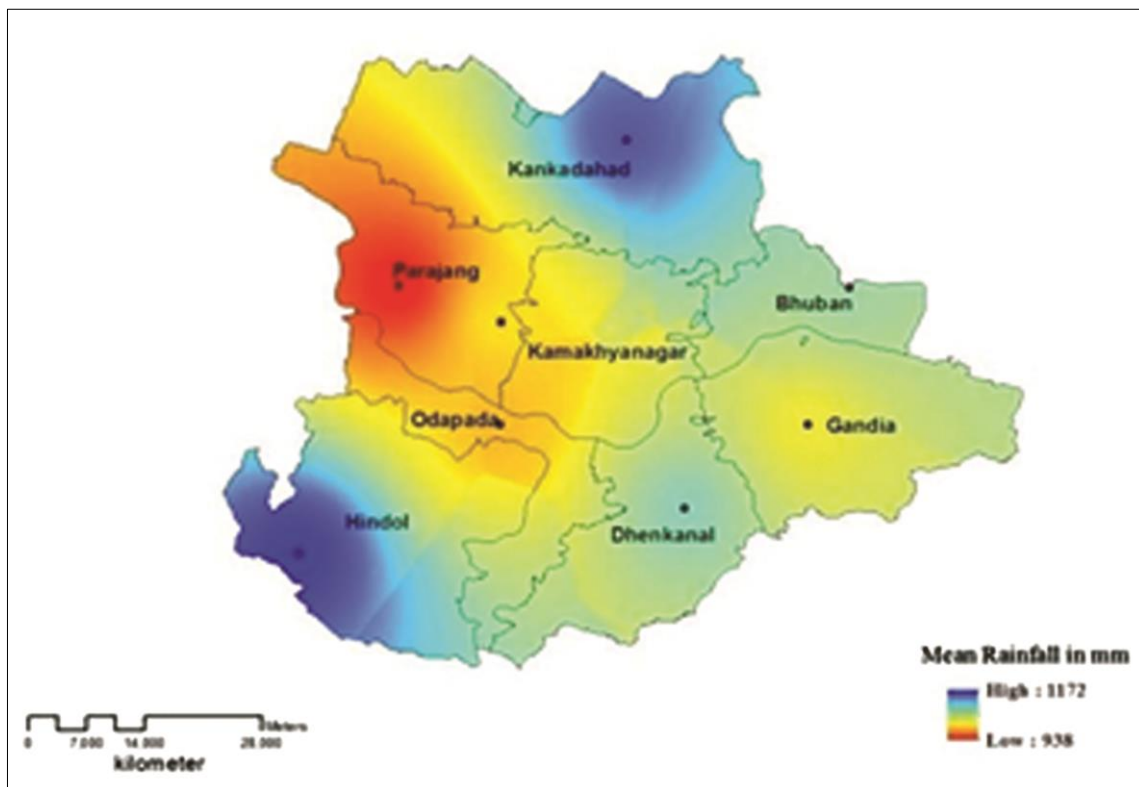 Kankadahad
Parajang
Bhuban
Kamakhyanagar
Odapada
Gandia
Hindol
Dhenkanal
Mean Rainfall in mm
High : 1172
Low : 938
Meters
0 7,000 14,000 28,000
kilometer